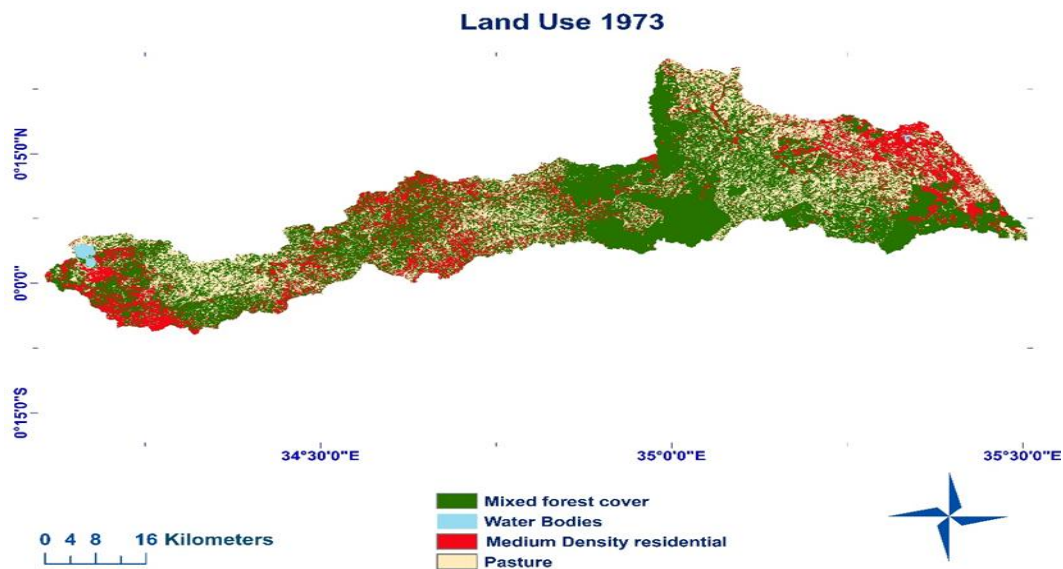 Land Use 1973
0°15'0"N
0°0'0"
0°15'0"S
34°30'0"E
35°0'0"E
35°30'0"E
Mixed forest cover
Water Bodies
Medium Density residential
Pasture
0 4 8 16 Kilometers